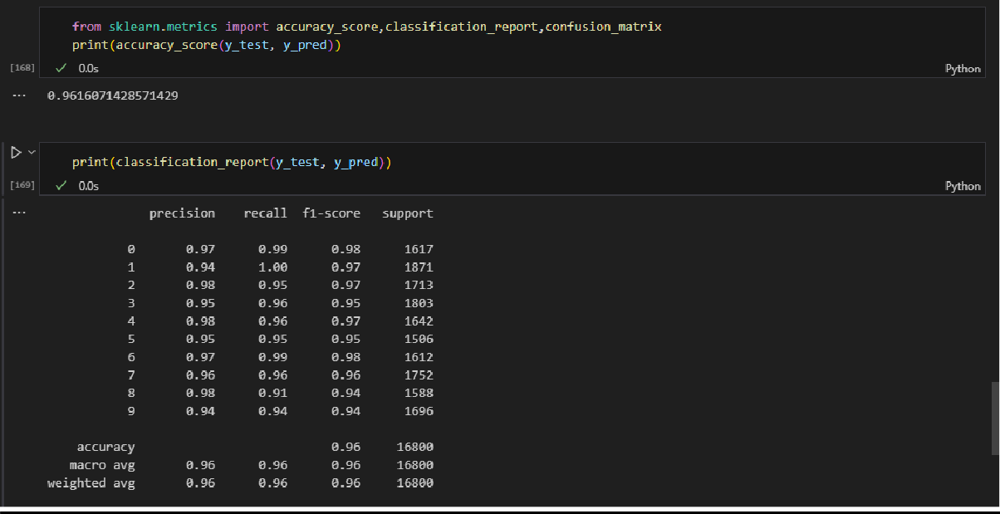 from sklearn.metrics import accuracy_score,classification_report,confusion_matrix
print(accuracy_score(y_test, y_pred))
[168] 0.0s Python
... 0.9616071428571429
print(classification_report(y_test, y_pred))
[169] 0.0s Python
... precision recall f1-score support
0 0.97 0.99 0.98 1617
1 0.94 1.00 0.97 1871
2 0.98 0.95 0.97 1713
3 0.95 0.96 0.95 1803
4 0.98 0.96 0.97 1642
5 0.95 0.95 0.95 1506
6 0.97 0.99 0.98 1612
7 0.96 0.96 0.96 1752
8 0.98 0.91 0.94 1588
9 0.94 0.94 0.94 1696
accuracy 0.96 16800
macro avg 0.96 0.96 0.96 16800
weighted avg 0.96 0.96 0.96 16800